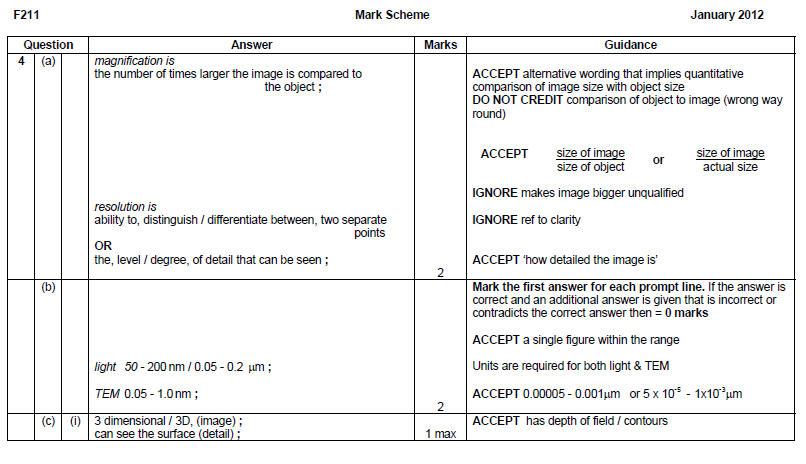 F211 Mark Scheme January 2012
Question Answer Marks Guidance
4 (a) magnification is
the number of times larger the image is compared to
the object ;
ACCEPT alternative wording that implies quantitative
comparison of image size with object size
DO NOT CREDIT comparison of object to image (wrong way
round)
ACCEPT size of image or size of image
size of object actual size
IGNORE makes image bigger unqualified
resolution is
ability to, distinguish / differentiate between, two separate
points
IGNORE ref to clarity
OR
the, level / degree, of detail that can be seen ;
ACCEPT ‘how detailed the image is’
2
(b) Mark the first answer for each prompt line. If the answer is
correct and an additional answer is given that is incorrect or
contradicts the correct answer then = 0 marks
ACCEPT a single figure within the range
light 50 - 200 nm / 0.05 - 0.2 μm ;
Units are required for both light & TEM
TEM 0.05 - 1.0 nm ;
ACCEPT 0.00005 - 0.001μm or 5 x 10⁻⁵ - 1x10⁻³μm
2
(c) (i) 3 dimensional / 3D, (image) ;
can see the surface (detail) ;
1 max
ACCEPT has depth of field / contours